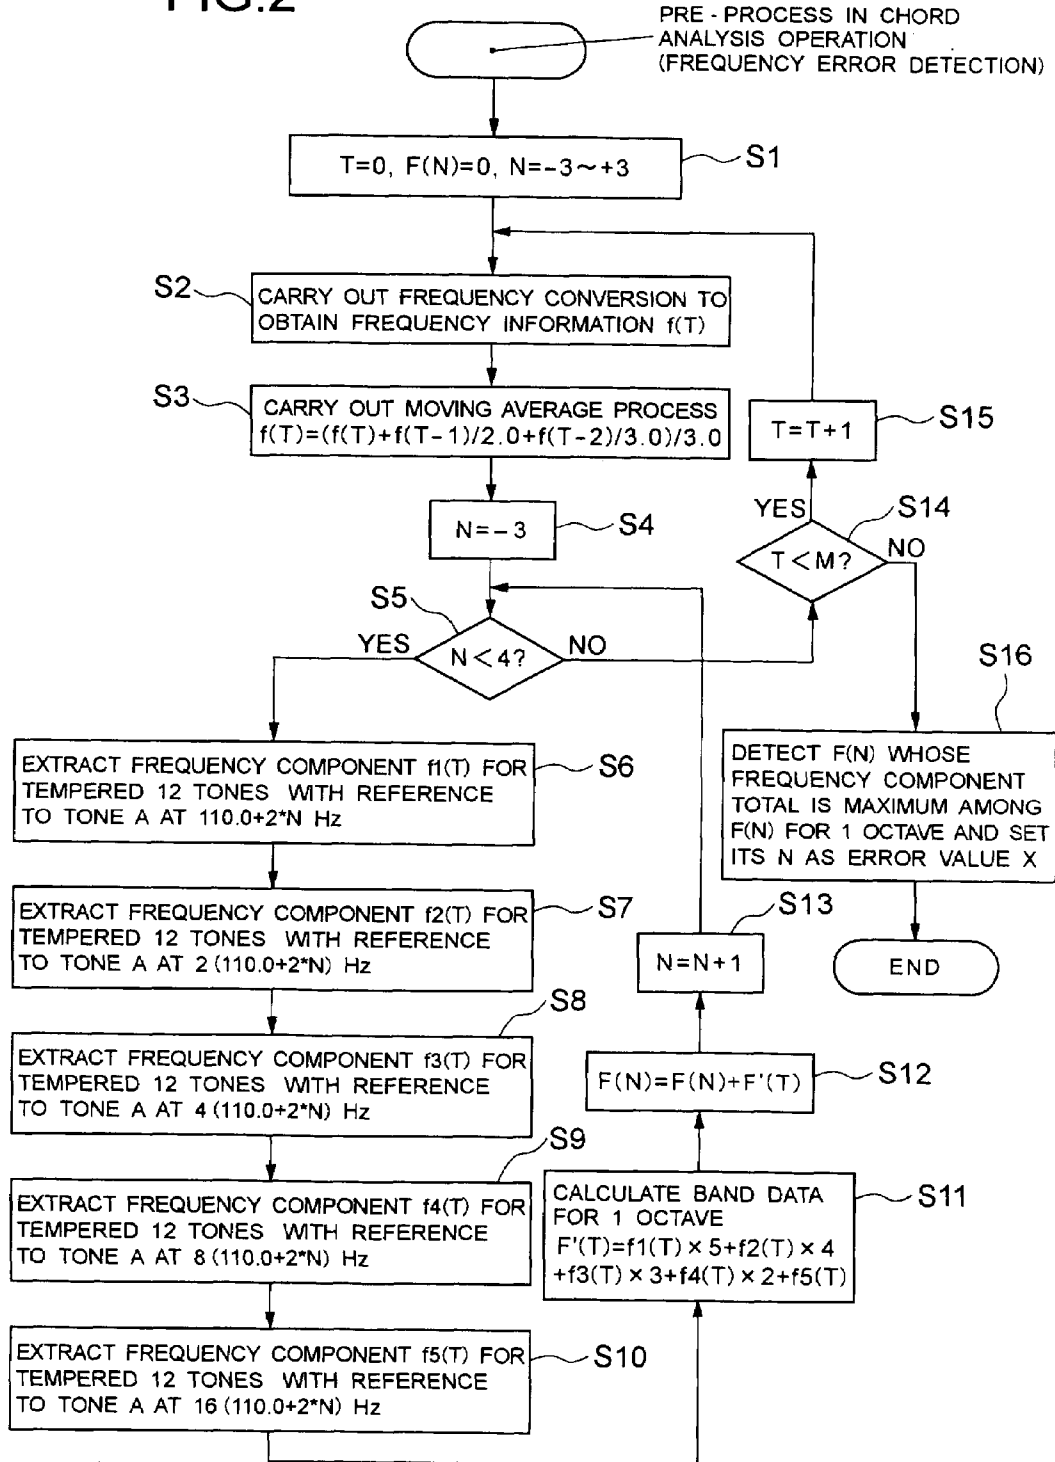 FIG.2
PRE-PROCESS IN CHORD
ANALYSIS OPERATION
(FREQUENCY ERROR DETECTION)
T=0, F(N)=0, N=-3~+3
S1
S2
CARRY OUT FREQUENCY CONVERSION TO
OBTAIN FREQUENCY INFORMATION f(T)
S3
CARRY OUT MOVING AVERAGE PROCESS
f(T)=(f(T)+f(T-1)/2.0+f(T-2)/3.0)/3.0
T=T+1
S15
N=-3
S4
YES
S14
T<M?
NO
S5
YES
N<4?
NO
S16
EXTRACT FREQUENCY COMPONENT f1(T) FOR
TEMPERED 12 TONES WITH REFERENCE
TO TONE A AT 110.0+2*N Hz
S6
DETECT F(N) WHOSE
FREQUENCY COMPONENT
TOTAL IS MAXIMUM AMONG
F(N) FOR 1 OCTAVE AND SET
ITS N AS ERROR VALUE X
EXTRACT FREQUENCY COMPONENT f2(T) FOR
TEMPERED 12 TONES WITH REFERENCE
TO TONE A AT 2(110.0+2*N) Hz
S7
S13
N=N+1
END
S8
EXTRACT FREQUENCY COMPONENT f3(T) FOR
TEMPERED 12 TONES WITH REFERENCE
TO TONE A AT 4(110.0+2*N) Hz
F(N)=F(N)+F'(T)
S12
S9
EXTRACT FREQUENCY COMPONENT f4(T) FOR
TEMPERED 12 TONES WITH REFERENCE
TO TONE A AT 8(110.0+2*N) Hz
CALCULATE BAND DATA
FOR 1 OCTAVE
F'(T)=f1(T)×5+f2(T)×4
+f3(T)×3+f4(T)×2+f5(T)
S11
EXTRACT FREQUENCY COMPONENT f5(T) FOR
TEMPERED 12 TONES WITH REFERENCE
TO TONE A AT 16(110.0+2*N) Hz
S10